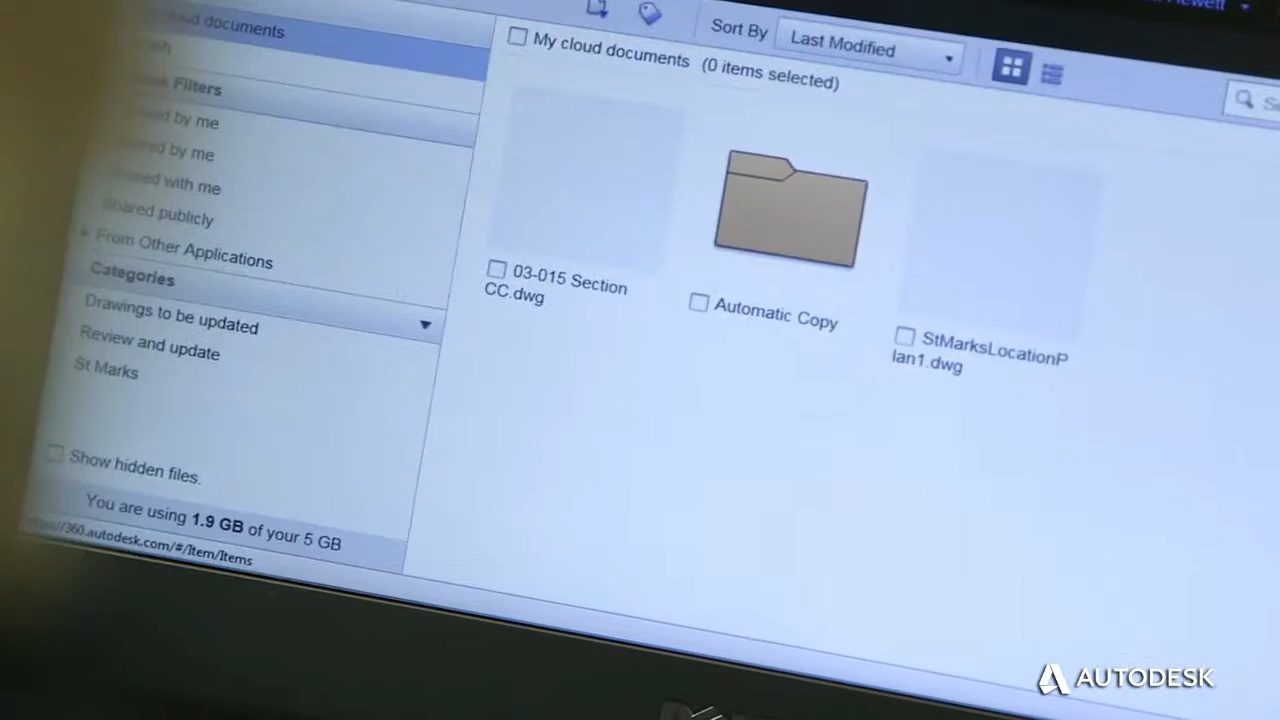 Hewlett
cloud documents
Sort By
Last Modified
My cloud documents (0 items selected)
Filters
by me
by me
with me
Shared publicly
From Other Applications
Categories
Drawings to be updated
Review and update
St Marks
Show hidden files.
You are using 1.9 GB of your 5 GB
//360.autodesk.com/#/Item/Items
03-015 Section
CC.dwg
Automatic Copy
StMarksLocationP
lan1.dwg
AUTODESK